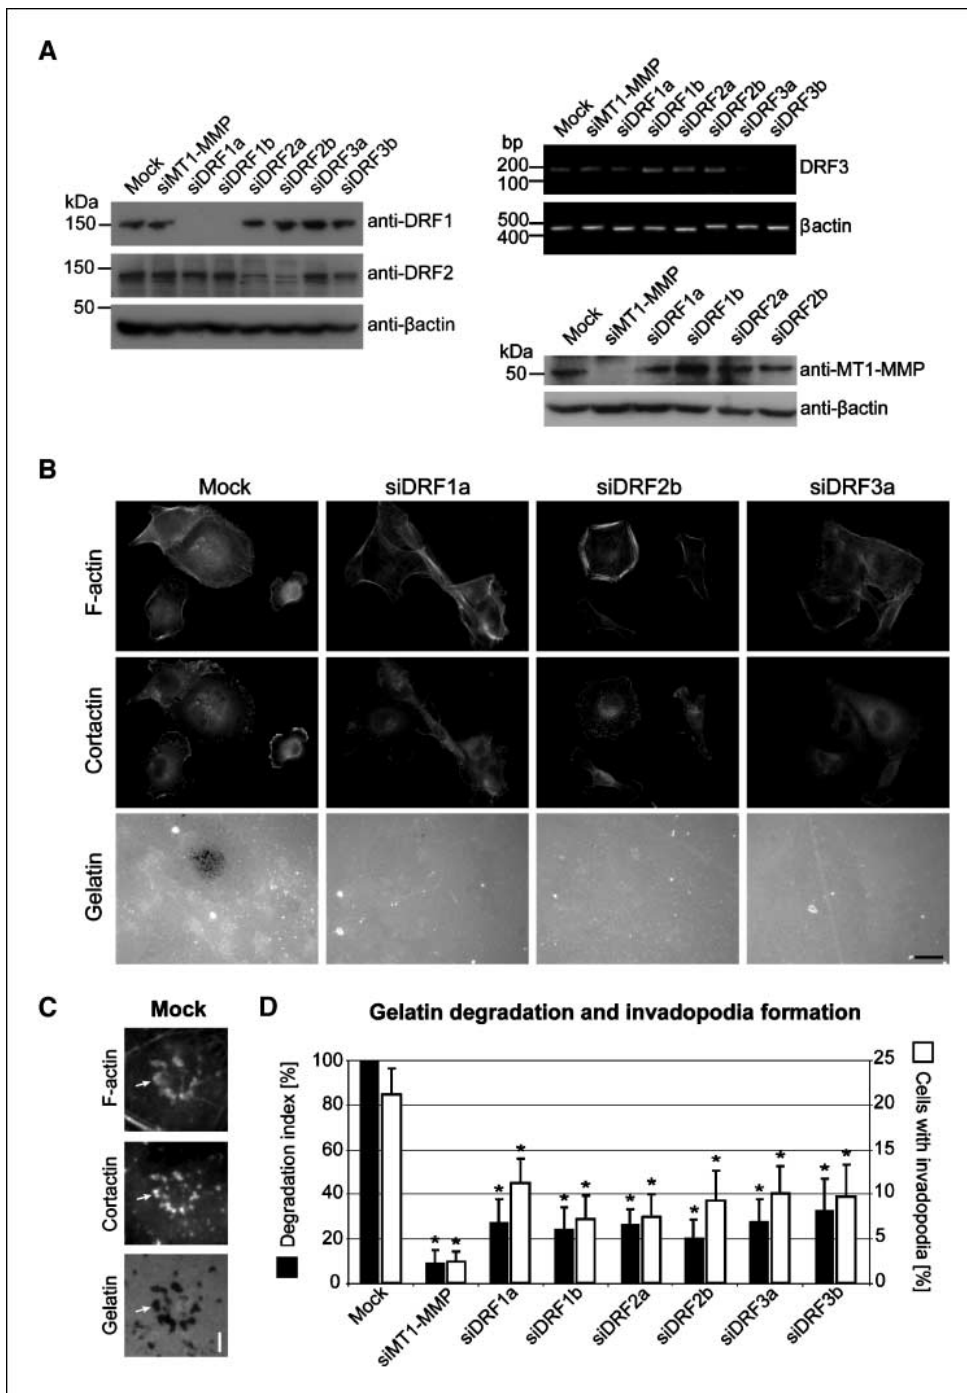 A
Mock
siMT1-MMP
siDRF1a
siDRF1b
siDRF2a
siDRF2b
siDRF3a
siDRF3b
kDa
150
anti-DRF1
150
anti-DRF2
50
anti-βactin
Mock
siMT1-MMP
siDRF1a
siDRF1b
siDRF2a
siDRF2b
siDRF3a
siDRF3b
bp
200
100
DRF3
500
400
βactin
Mock
siMT1-MMP
siDRF1a
siDRF1b
siDRF2a
siDRF2b
kDa
50
anti-MT1-MMP
anti-βactin
B
Mock siDRF1a siDRF2b siDRF3a
F-actin
Cortactin
Gelatin
C
Mock
F-actin
Cortactin
Gelatin
D
Gelatin degradation and invadopodia formation
Degradation index [%]
100
80
60
40
20
0
25
20
15
10
5
0
Cells with
invadopodia [%]
* * * * * * * * * * * * * *
Mock
siMT1-MMP
siDRF1a
siDRF1b
siDRF2a
siDRF2b
siDRF3a
siDRF3b